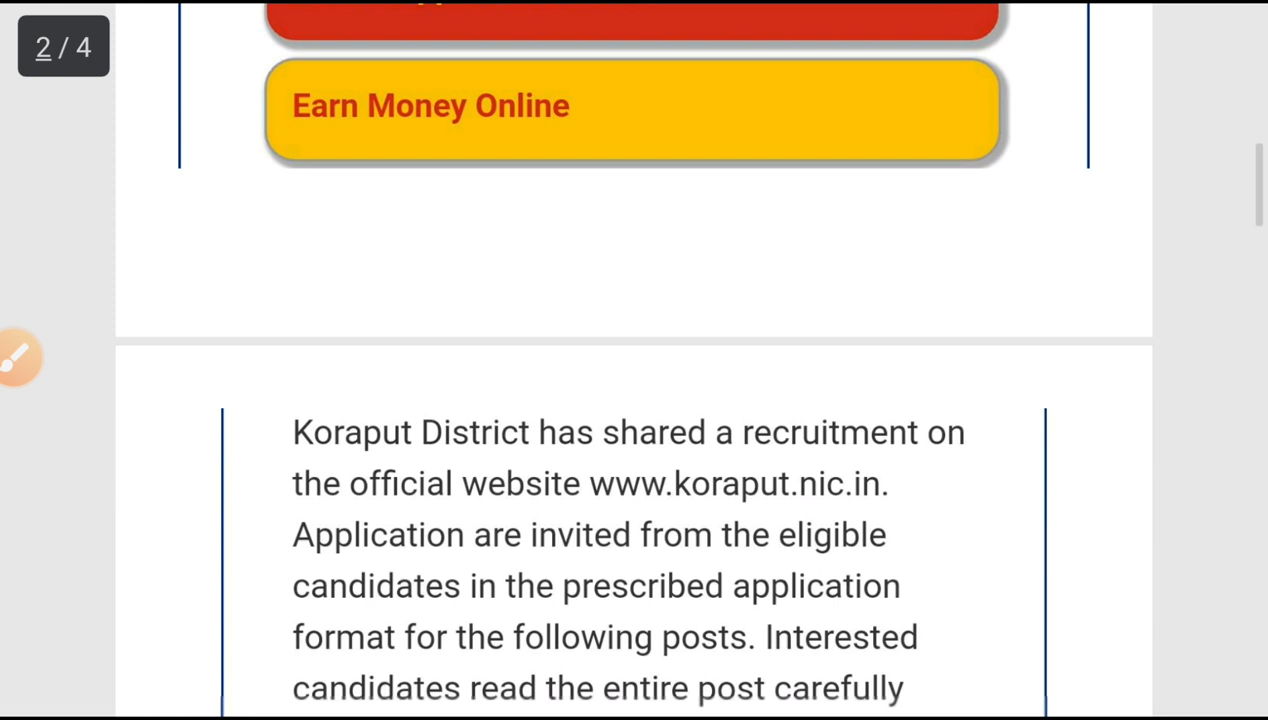 2 / 4
Earn Money Online
Koraput District has shared a recruitment on
the official website www.koraput.nic.in.
Application are invited from the eligible
candidates in the prescribed application
format for the following posts. Interested
candidates read the entire post carefully